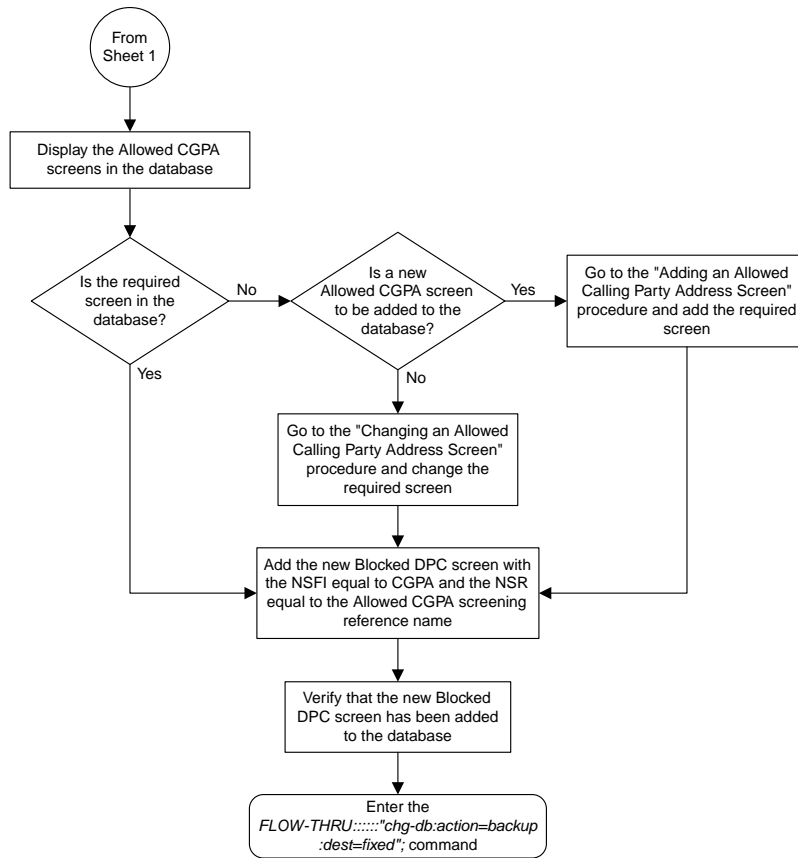 From
Sheet 1
Display the Allowed CGPA
screens in the database
Is the required
screen in the
database?
No
Yes
Is a new
Allowed CGPA screen
to be added to the
database?
Yes
No
Go to the "Adding an Allowed
Calling Party Address Screen"
procedure and add the required
screen
Go to the "Changing an Allowed
Calling Party Address Screen"
procedure and change the
required screen
Add the new Blocked DPC screen with
the NSFI equal to CGPA and the NSR
equal to the Allowed CGPA screening
reference name
Verify that the new Blocked
DPC screen has been added
to the database
Enter the
FLOW-THRU::::::"chg-db:action=backup
:dest=fixed"; command